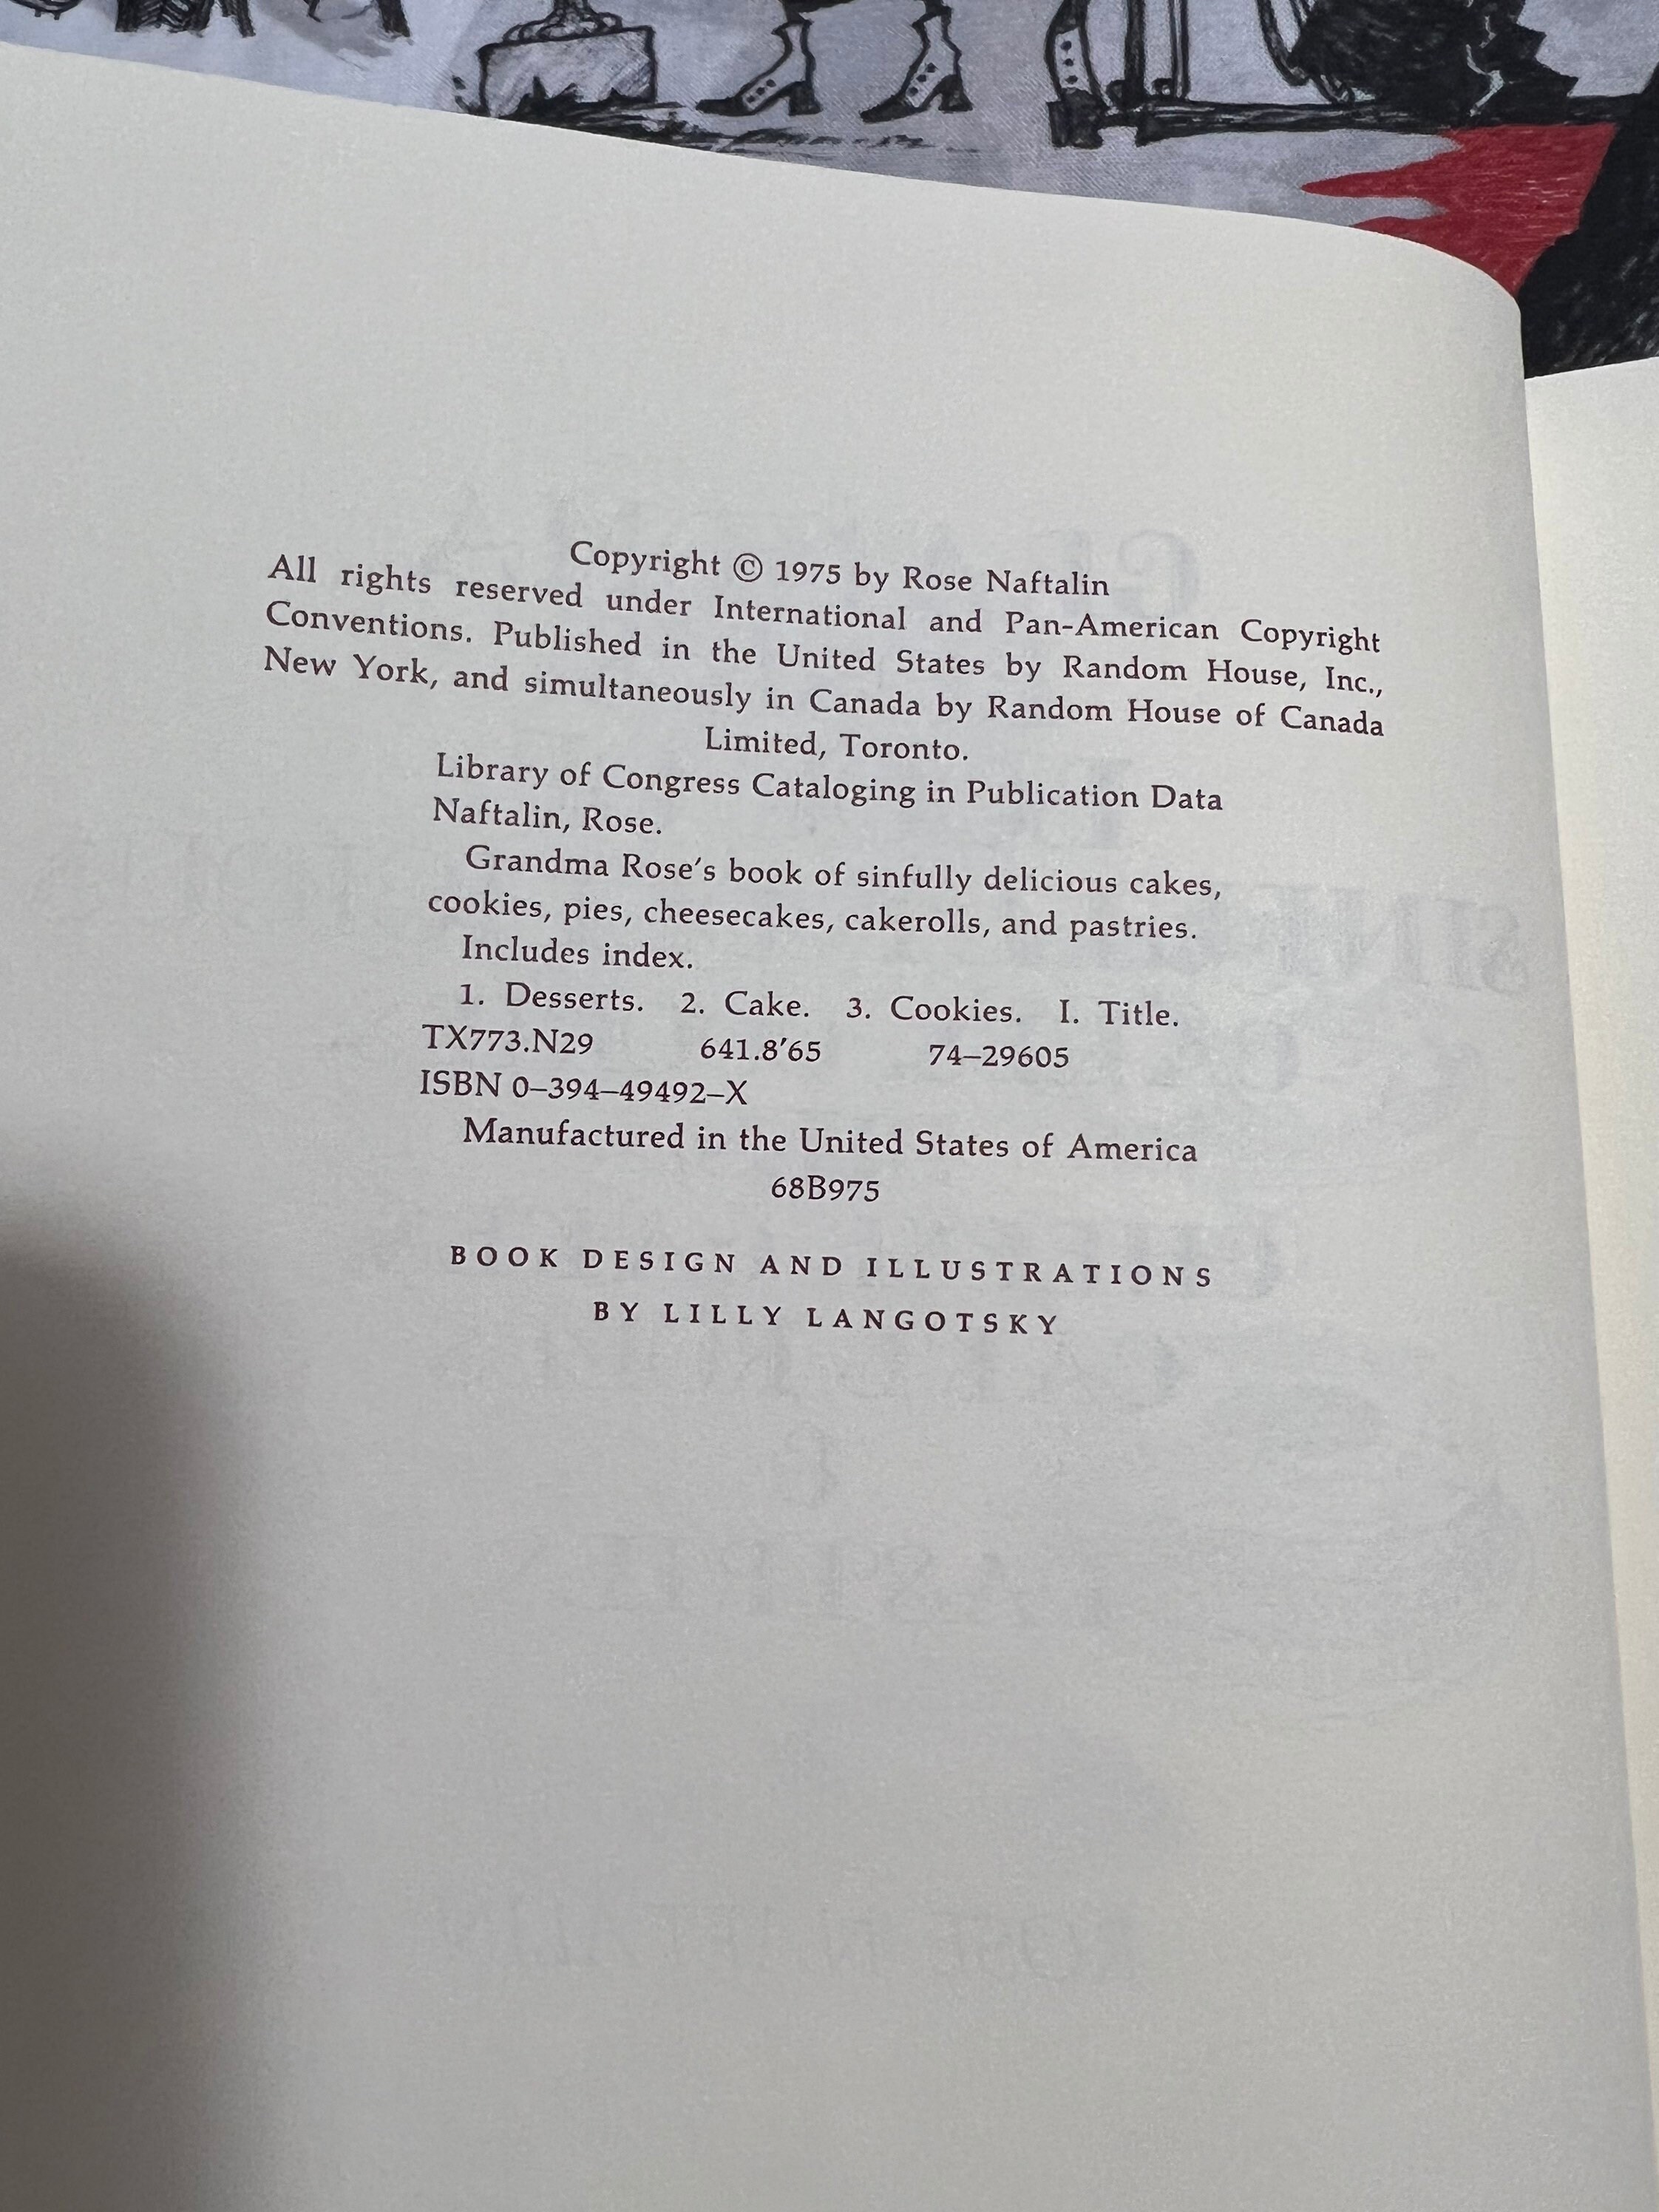 Copyright © 1975 by Rose Naftalin
All rights reserved under International and Pan-American Copyright
Conventions. Published in the United States by Random House, Inc.,
New York, and simultaneously in Canada by Random House of Canada
Limited, Toronto.
Library of Congress Cataloging in Publication Data
Naftalin, Rose.
Grandma Rose's book of sinfully delicious cakes,
cookies, pies, cheesecakes, cakerolls, and pastries.
Includes index.
1. Desserts. 2. Cake. 3. Cookies. I. Title.
TX773.N29 641.8'65 74–29605
ISBN 0–394–49492–X
Manufactured in the United States of America
68B975
BOOK DESIGN AND ILLUSTRATIONS
BY LILLY LANGOTSKY